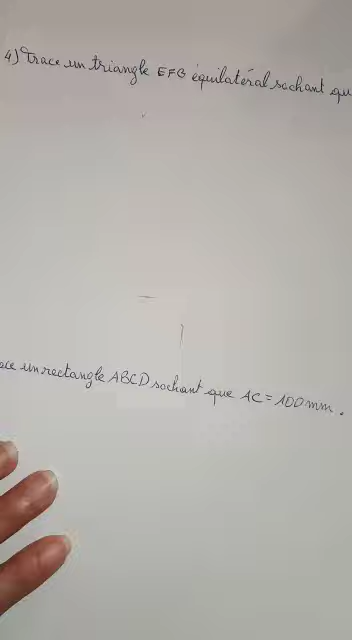 4) Trace un triangle EFG équilatéral sachant qu
ace un rectangle ABCD sachant que AC = 100 mm.